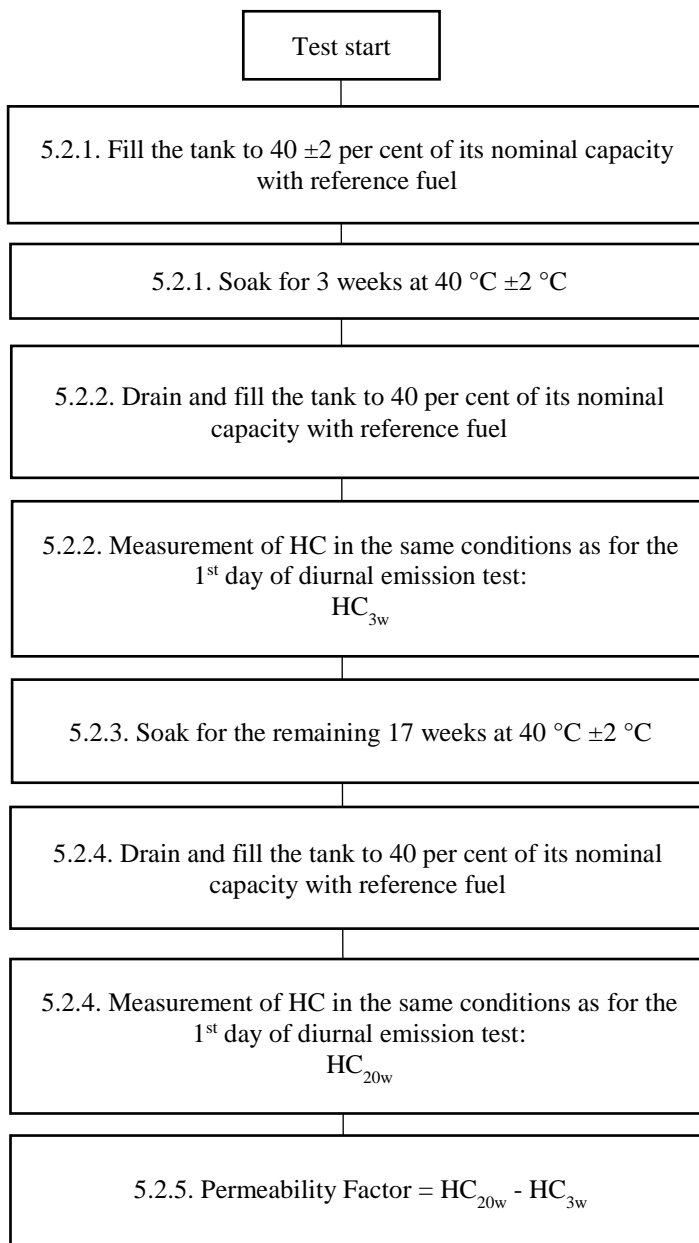 Test start
5.2.1. Fill the tank to 40 ±2 per cent of its nominal capacity
with reference fuel
5.2.1. Soak for 3 weeks at 40 °C ±2 °C
5.2.2. Drain and fill the tank to 40 per cent of its nominal
capacity with reference fuel
5.2.2. Measurement of HC in the same conditions as for the
1st day of diurnal emission test:
HC3w
5.2.3. Soak for the remaining 17 weeks at 40 °C ±2 °C
5.2.4. Drain and fill the tank to 40 per cent of its nominal
capacity with reference fuel
5.2.4. Measurement of HC in the same conditions as for the
1st day of diurnal emission test:
HC20w
5.2.5. Permeability Factor = HC20w - HC3w